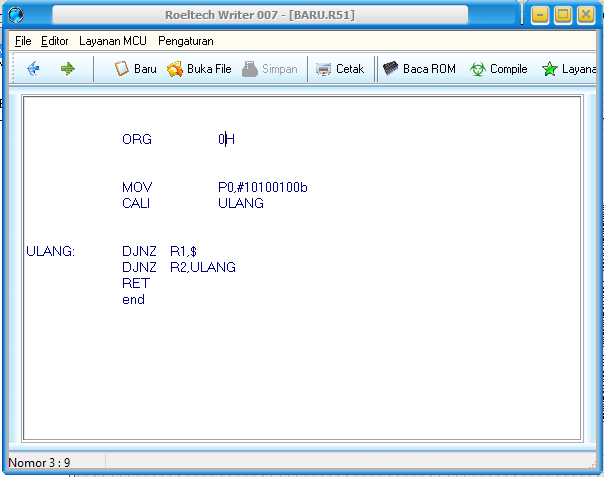 Roeltech Writer 007 - [BARU.R51]
File Editor Layanan MCU Pengaturan
Baru Buka File Simpan Cetak Baca ROM Compile Layana
ORG 0H
MOV P0,#10100100b
CALI ULANG
ULANG: DJNZ R1,$
DJNZ R2,ULANG
RET
end
Nomor 3 : 9